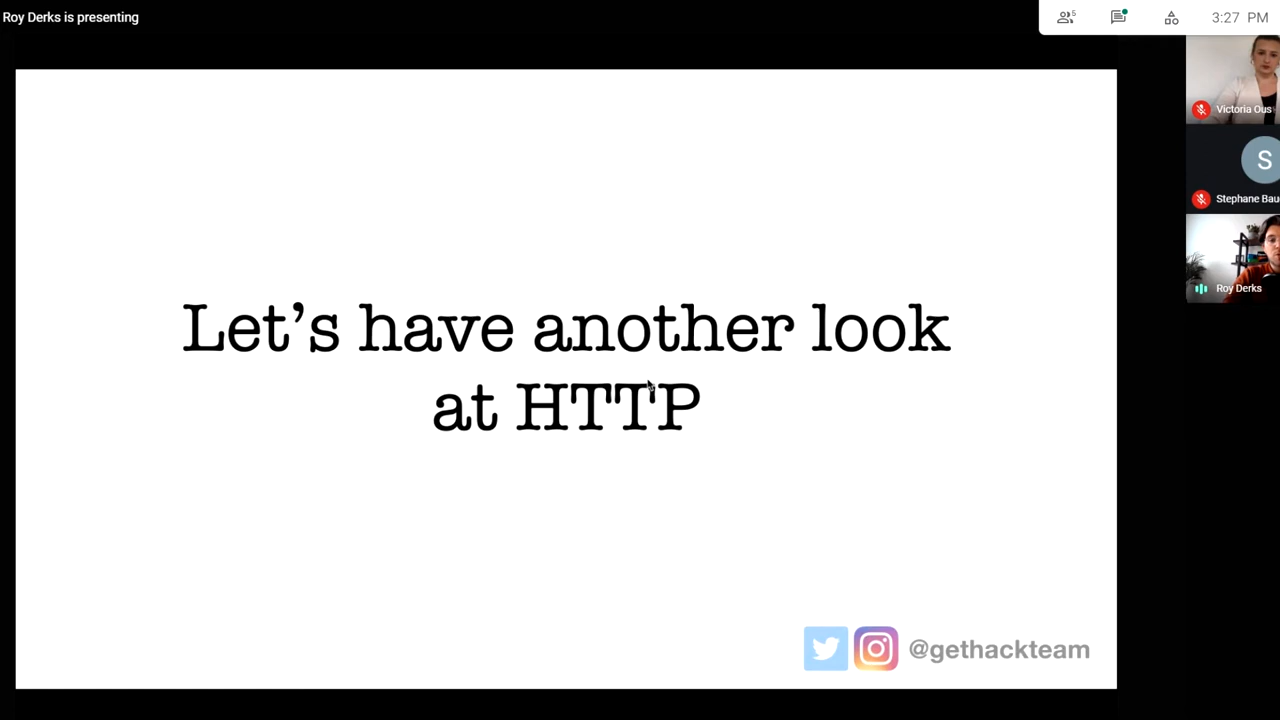 Roy Derks is presenting
5
3:27 PM
Let's have another look
at HTTP
@gethackteam
Victoria Ous
S
Stephane Bau
Roy Derks